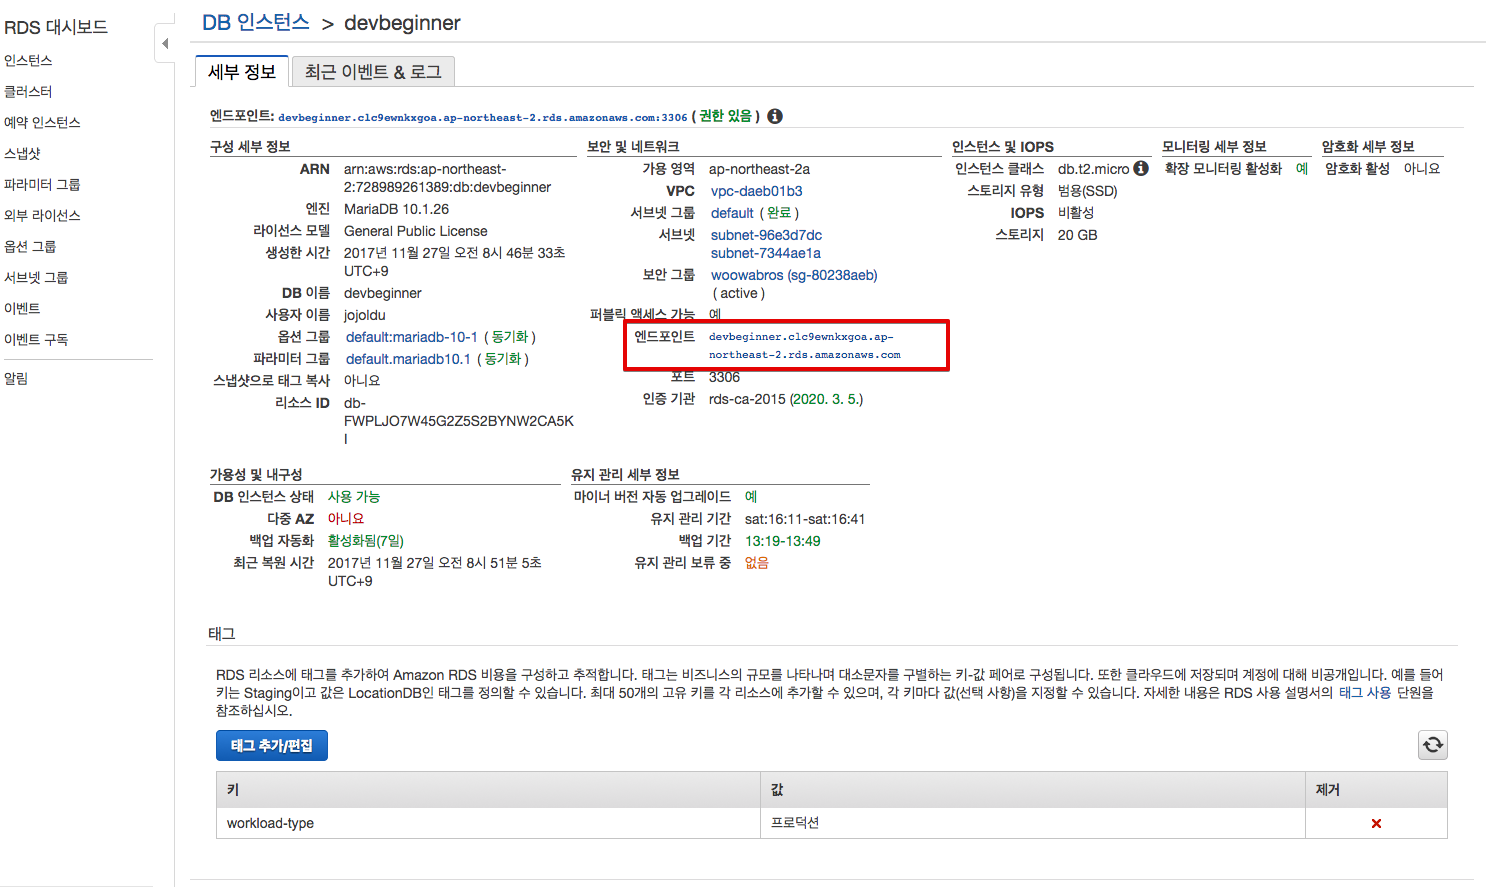 RDS 대시보드
인스턴스
클러스터
예약 인스턴스
스냅샷
파라미터 그룹
외부 라이선스
옵션 그룹
서브넷 그룹
이벤트
이벤트 구독
알림
DB 인스턴스 > devbeginner
세부 정보
최근 이벤트 & 로그
엔드포인트: devbeginner.clc9ewnkxgoa.ap-northeast-2.rds.amazonaws.com:3306 ( 권한 있음 )
구성 세부 정보
ARN arn:aws:rds:ap-northeast-
2:728989261389:db:devbeginner
엔진 MariaDB 10.1.26
라이선스 모델 General Public License
생성한 시간 2017년 11월 27일 오전 8시 46분 33초
UTC+9
DB 이름 devbeginner
사용자 이름 jojoldu
옵션 그룹 default:mariadb-10-1 ( 동기화 )
파라미터 그룹 default.mariadb10.1 ( 동기화 )
스냅샷으로 태그 복사 아니요
리소스 ID db-
FWPLJO7W45G2Z5S2BYNW2CA5K
I
보안 및 네트워크
가용 영역 ap-northeast-2a
VPC vpc-daeb01b3
서브넷 그룹 default ( 완료 )
서브넷 subnet-96e3d7dc
subnet-7344ae1a
보안 그룹 woowabros (sg-80238aeb)
( active )
퍼블릭 액세스 가능 예
엔드포인트 devbeginner.clc9ewnkxgoa.ap-
northeast-2.rds.amazonaws.com
포트 3306
인증 기관 rds-ca-2015 (2020. 3. 5.)
인스턴스 및 IOPS
인스턴스 클래스 db.t2.micro
스토리지 유형 범용(SSD)
IOPS 비활성
스토리지 20 GB
모니터링 세부 정보
확장 모니터링 활성화 예
암호화 세부 정보
암호화 활성 아니요
가용성 및 내구성
DB 인스턴스 상태 사용 가능
다중 AZ 아니요
백업 자동화 활성화됨(7일)
최근 복원 시간 2017년 11월 27일 오전 8시 51분 5초
UTC+9
유지 관리 세부 정보
마이너 버전 자동 업그레이드 예
유지 관리 기간 sat:16:11-sat:16:41
백업 기간 13:19-13:49
유지 관리 보류 중 없음
태그
RDS 리소스에 태그를 추가하여 Amazon RDS 비용을 구성하고 추적합니다. 태그는 비즈니스의 규모를 나타나며 대소문자를 구별하는 키-값 페어로 구성됩니다. 또한 클라우드에 저장되며 계정에 대해 비공개입니다. 예를 들어
키는 Staging이고 값은 LocationDB인 태그를 정의할 수 있습니다. 최대 50개의 고유 키를 각 리소스에 추가할 수 있으며, 각 키마다 값(선택 사항)을 지정할 수 있습니다. 자세한 내용은 RDS 사용 설명서의 태그 사용 단원을
참조하십시오.
태그 추가/편집
키 값 제거
workload-type 프로덕션